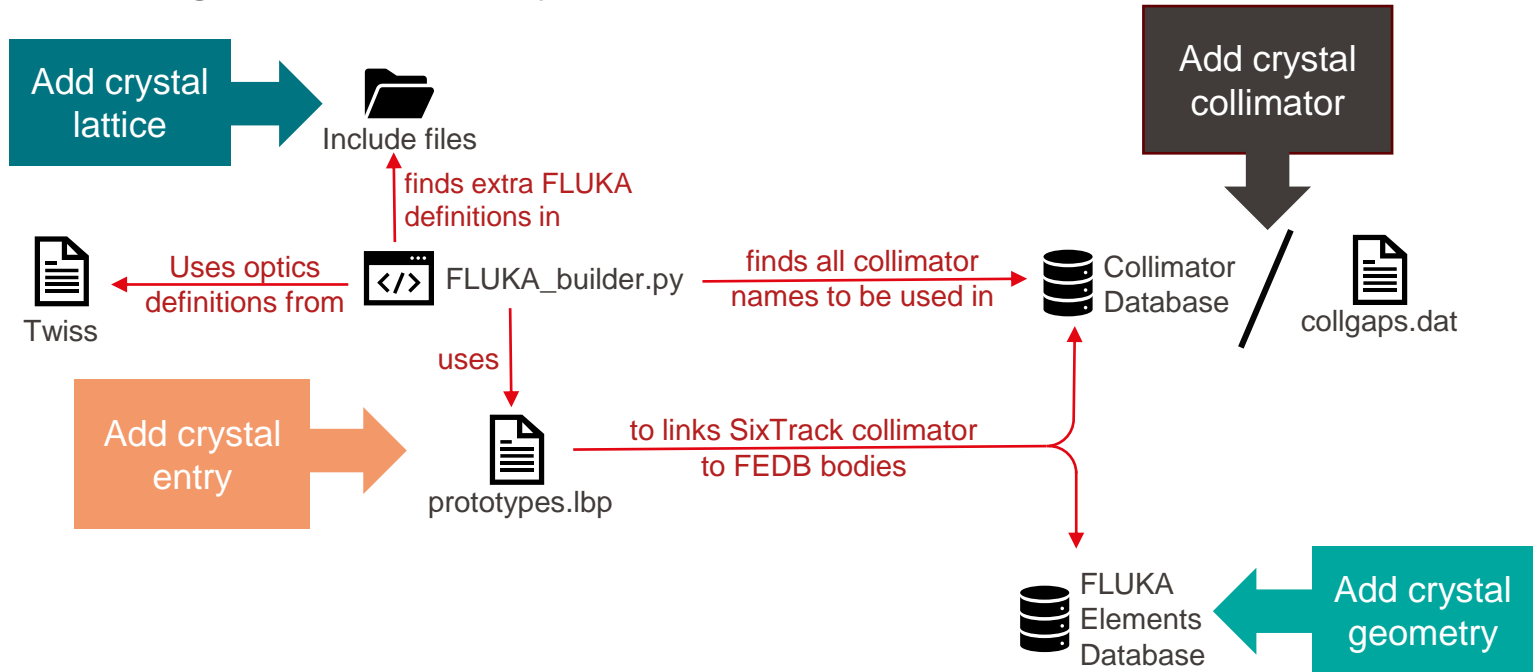 Add crystal
lattice
Include files
Add crystal
collimator
finds extra FLUKA
definitions in
Twiss
Uses optics
definitions from
</>
FLUKA_builder.py
finds all collimator
names to be used in
Collimator
Database
collgaps.dat
uses
Add crystal
entry
prototypes.lbp
to links SixTrack collimator
to FEDB bodies
FLUKA
Elements
Database
Add crystal
geometry